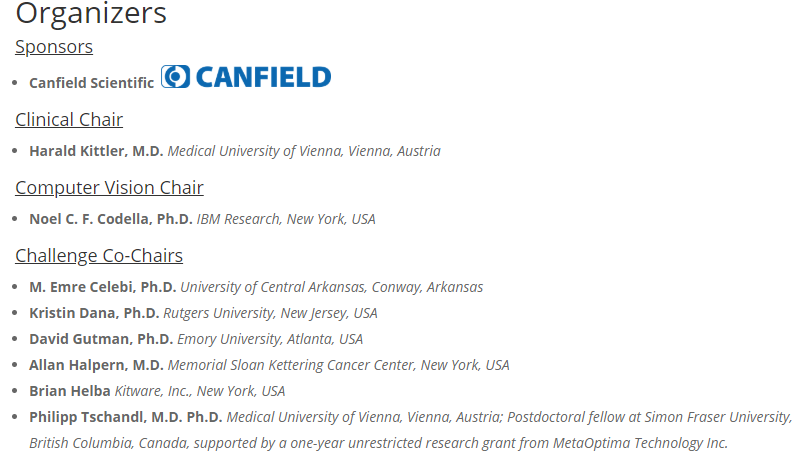 Organizers
Sponsors
Canfield Scientific CANFIELD
Clinical Chair
Harald Kittler, M.D. Medical University of Vienna, Vienna, Austria
Computer Vision Chair
Noel C. F. Codella, Ph.D. IBM Research, New York, USA
Challenge Co-Chairs
M. Emre Celebi, Ph.D. University of Central Arkansas, Conway, Arkansas
Kristin Dana, Ph.D. Rutgers University, New Jersey, USA
David Gutman, Ph.D. Emory University, Atlanta, USA
Allan Halpern, M.D. Memorial Sloan Kettering Cancer Center, New York, USA
Brian Helba Kitware, Inc., New York, USA
Philipp Tschandl, M.D. Ph.D. Medical University of Vienna, Vienna, Austria; Postdoctoral fellow at Simon Fraser University,
British Columbia, Canada, supported by a one-year unrestricted research grant from MetaOptima Technology Inc.